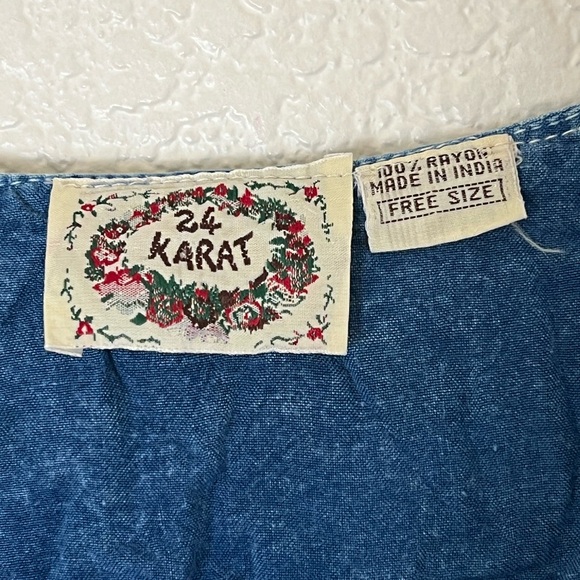 24
KARAT
100% RAYON
MADE IN INDIA
FREE SIZE